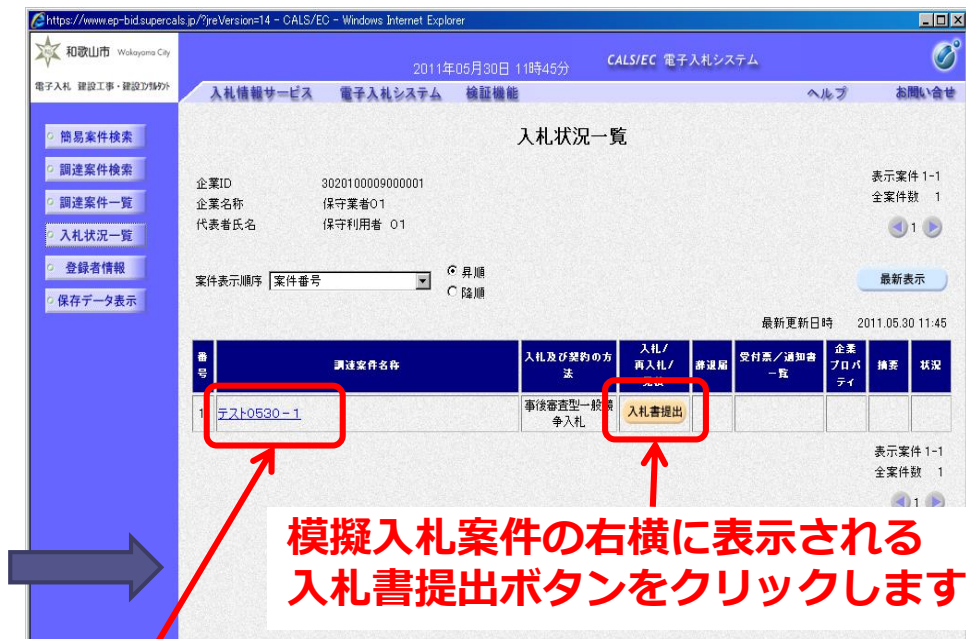 https://www.ep-bid.supercals.jp/?jreVersion=14 - CALS/EC - Windows Internet Explorer
和歌山市 Wakayama City
電子入札 建設工事・建設コンサルタント
2011年05月30日 11時45分
CALS/EC 電子入札システム
入札情報サービス 電子入札システム 検証機能 ヘルプ お問い合せ
簡易案件検索
調達案件検索
調達案件一覧
入札状況一覧
登録者情報
保存データ表示
入札状況一覧
企業ID 3020100009000001
企業名称 保守業者01
代表者氏名 保守利用者 01
表示案件 1-1
全案件数 1
1
案件表示順序 案件番号
昇順
降順
最新表示
最新更新日時 2011.05.30 11:45
番号 調達案件名称 入札及び契約の方法 入札/再入札/見積 辞退届 受付票/通知書一覧 企業プロパティ 摘要 状況
1 テスト0530-1 事後審査型一般競争入札 入札書提出
表示案件 1-1
全案件数 1
1
模擬入札案件の右横に表示される
入札書提出ボタンをクリックします